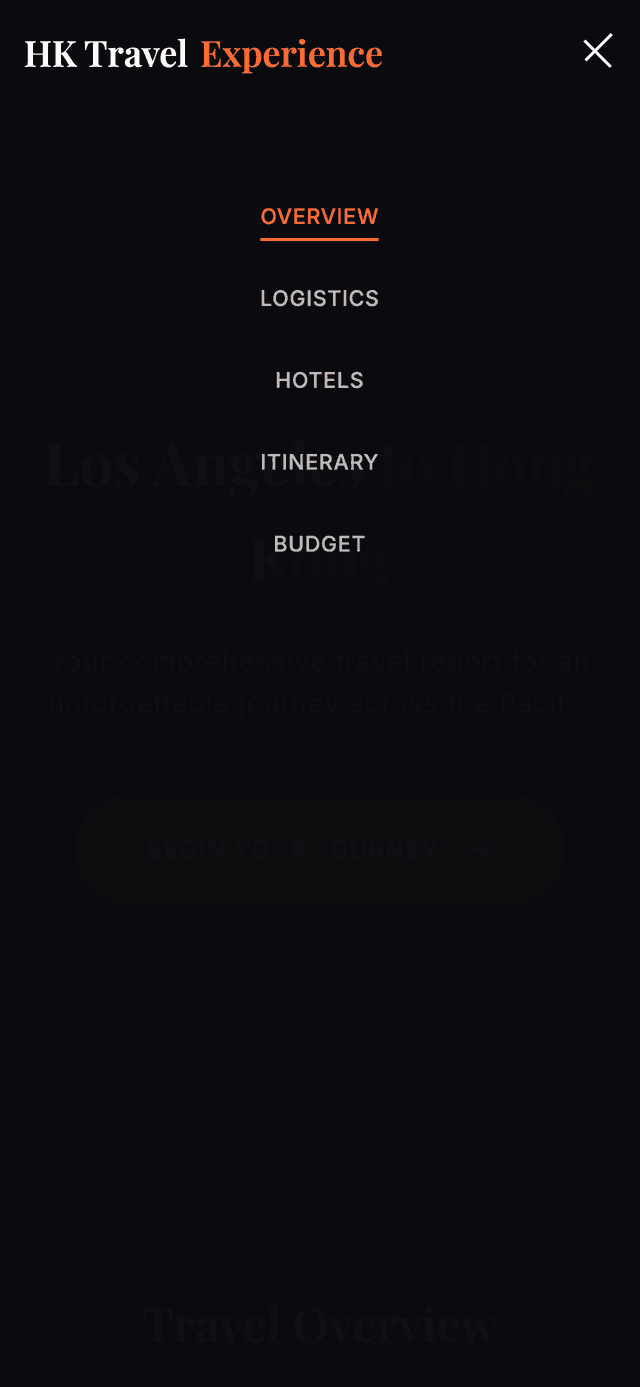 HK Travel Experience
OVERVIEW
LOGISTICS
HOTELS
ITINERARY
Los Angeles to Hong
BUDGET
Kong
Your comprehensive travel report for an
unforgettable journey across the Pacific
BEGIN YOUR JOURNEY →
Travel Overview